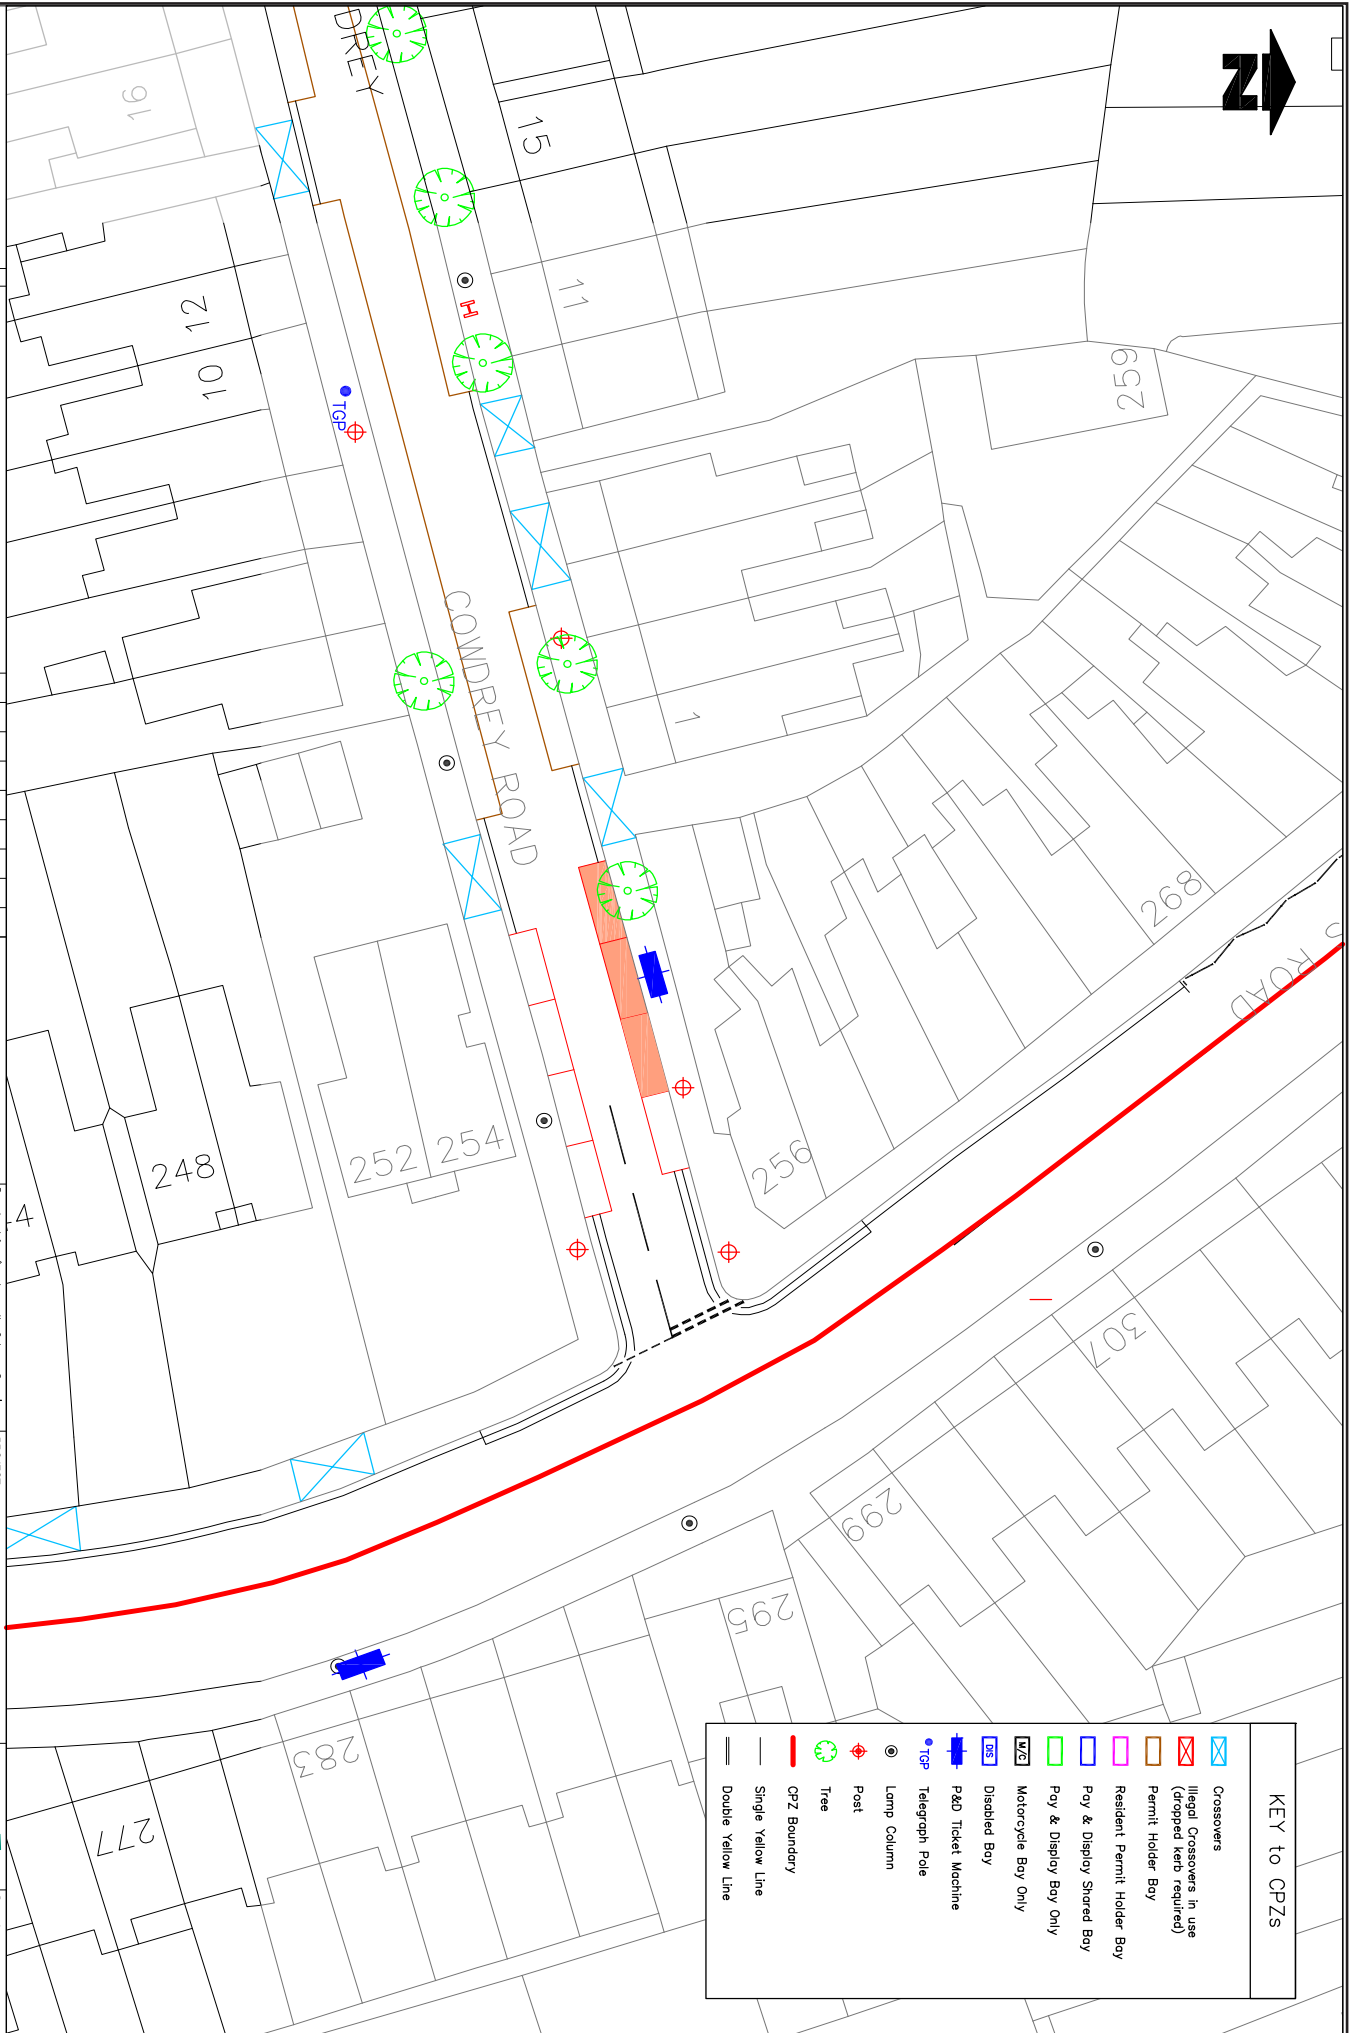 N
DREY
COWDREY ROAD
S ROAD
15
11
1
16
12
10
259
268
256
252
254
248
307
299
295
283
277
TGP
H
KEY to CPZs
Crossovers
Illegal Crossovers in use
(dropped kerb required)
Permit Holder Bay
Resident Permit Holder Bay
Pay & Display Shared Bay
Pay & Display Bay Only
M/C Motorcycle Bay Only
DIS Disabled Bay
P&D Ticket Machine
TGP Telegraph Pole
Lamp Column
Post
Tree
CPZ Boundary
Single Yellow Line
Double Yellow Line